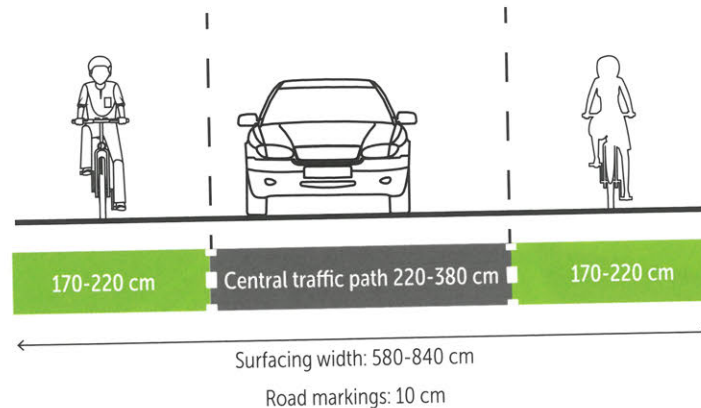 170-220 cm
Central traffic path 220-380 cm
170-220 cm
Surfacing width: 580-840 cm
Road markings: 10 cm